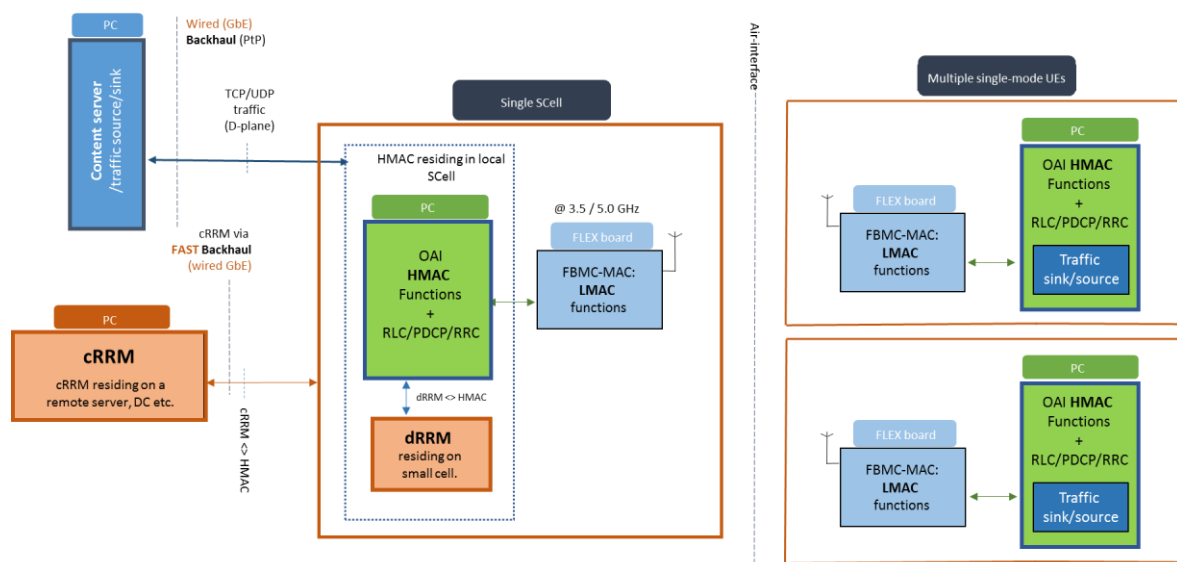 PC
Content server
/traffic source/sink
Wired (GbE)
Backhaul (PtP)
TCP/UDP
traffic
(D-plane)
cRRM via
FAST Backhaul
(wired GbE)
PC
cRRM
cRRM residing on a
remote server, DC etc.
cRRM <> HMAC
Single SCell
HMAC residing in local
SCell
PC
OAI
HMAC
Functions
+
RLC/PDCP/RRC
dRRM <> HMAC
dRRM
residing on
small cell.
@ 3.5 / 5.0 GHz
FLEX board
FBMC-MAC:
LMAC
functions
Air-interface
Multiple single-mode UEs
FLEX board
FBMC-MAC:
LMAC
functions
PC
OAI HMAC
Functions
+
RLC/PDCP/RRC
Traffic
sink/source
FLEX board
FBMC-MAC:
LMAC
functions
PC
OAI HMAC
Functions
+
RLC/PDCP/RRC
Traffic
sink/source